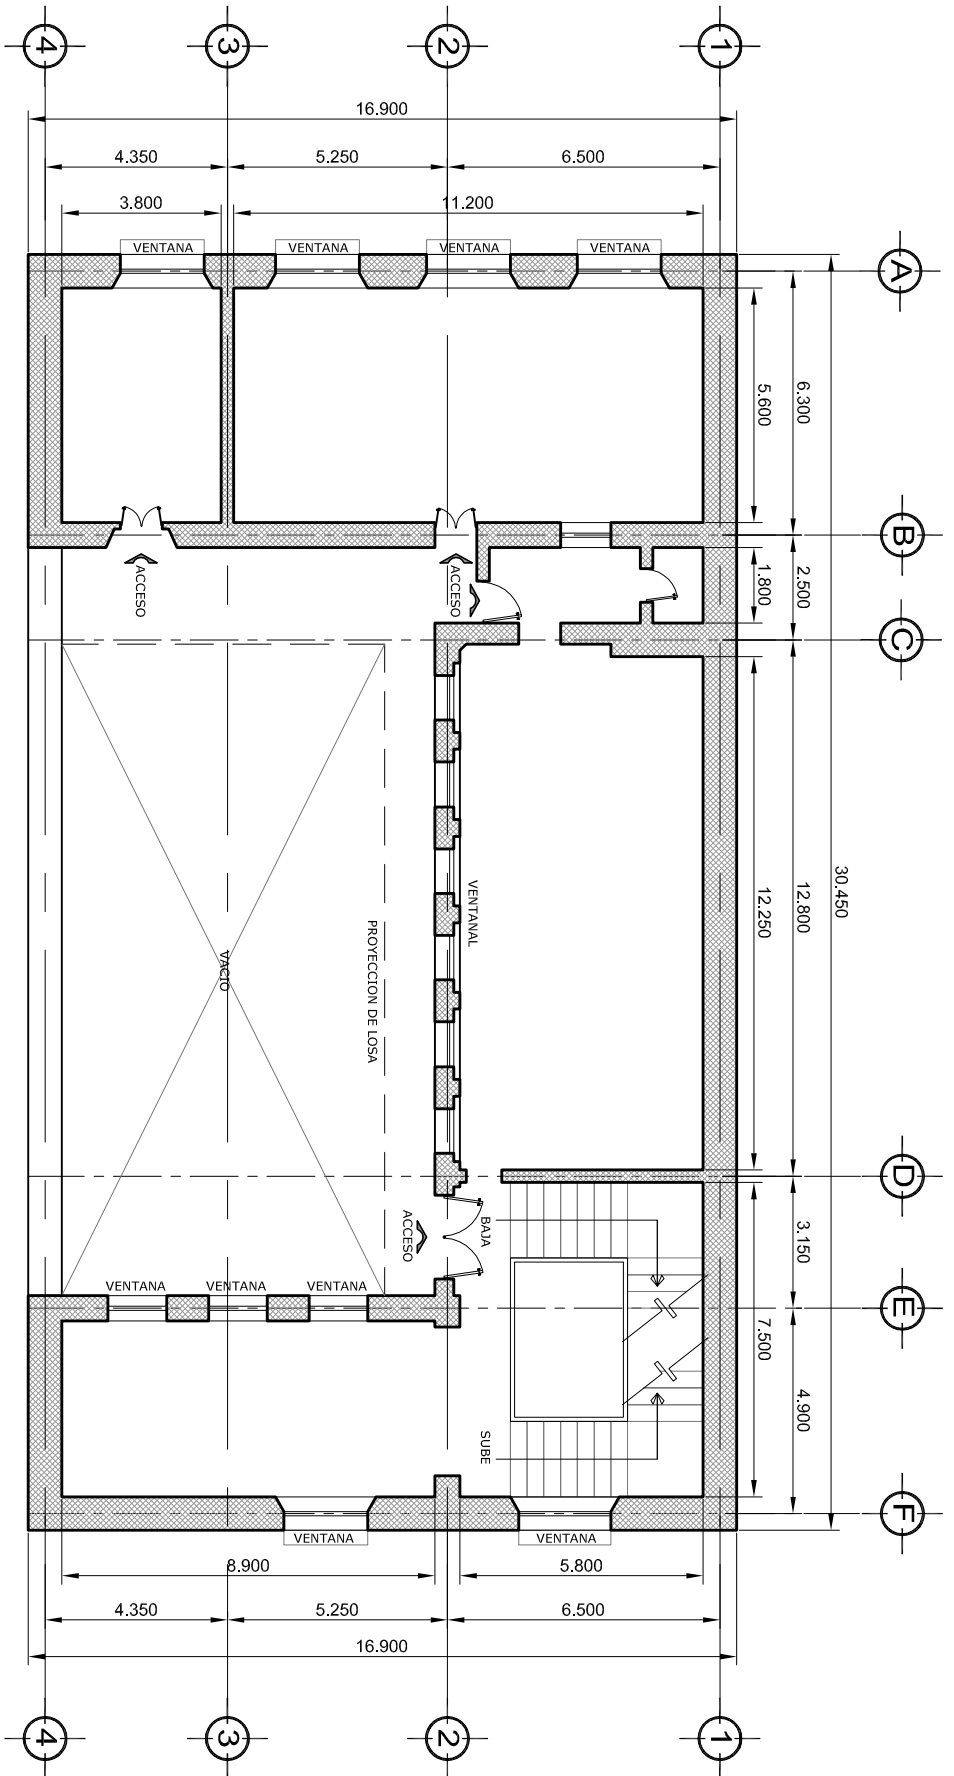 4
3
2
1
16.900
4.350
5.250
6.500
3.800
11.200
VENTANA
VENTANA
VENTANA
VENTANA
A
5.600
6.300
B
ACCESO
ACCESO
1.800
2.500
C
30.450
12.800
12.250
VENTANAL
PROYECCION DE LOSA
VACIO
D
BAJA
ACCESO
3.150
VENTANA
VENTANA
VENTANA
E
7.500
4.900
SUBE
F
VENTANA
VENTANA
8.900
5.800
4.350
5.250
6.500
16.900
4
3
2
1